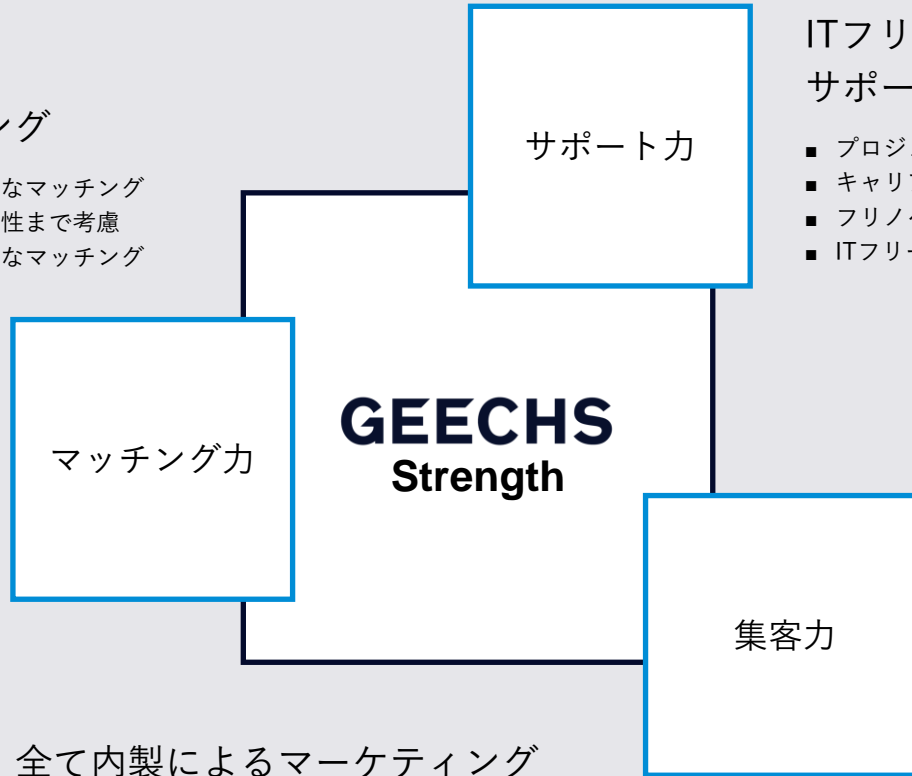 ング
なマッチング
性まで考慮
なマッチング
サポート力
ITフリ
サポー
■ プロジ
■ キャリ
■ フリノ
■ ITフリー
マッチング力
GEECHS
Strength
集客力
全て内製によるマーケティング